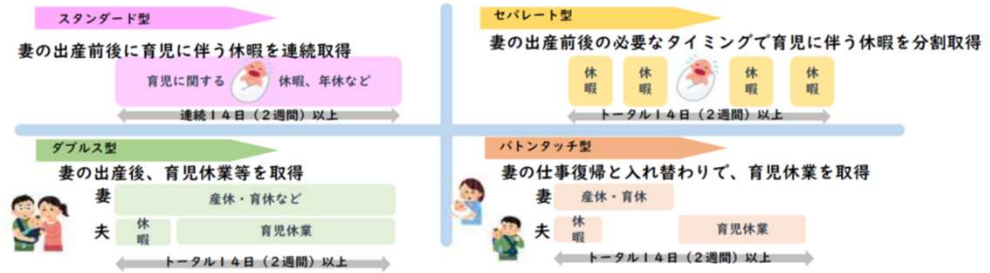 スタンダード型
妻の出産前後に育児に伴う休暇を連続取得
育児に関する 休暇、年休など
連続14日（2週間）以上
セパレート型
妻の出産前後の必要なタイミングで育児に伴う休暇を分割取得
休暇 休暇 休暇 休暇
トータル14日（2週間）以上
ダブルス型
妻の出産後、育児休業等を取得
妻 産休・育休など
夫 休暇 育児休業
トータル14日（2週間）以上
バトンタッチ型
妻の仕事復帰と入れ替わりで、育児休業を取得
妻 産休・育休
夫 休暇 育児休業
トータル14日（2週間）以上